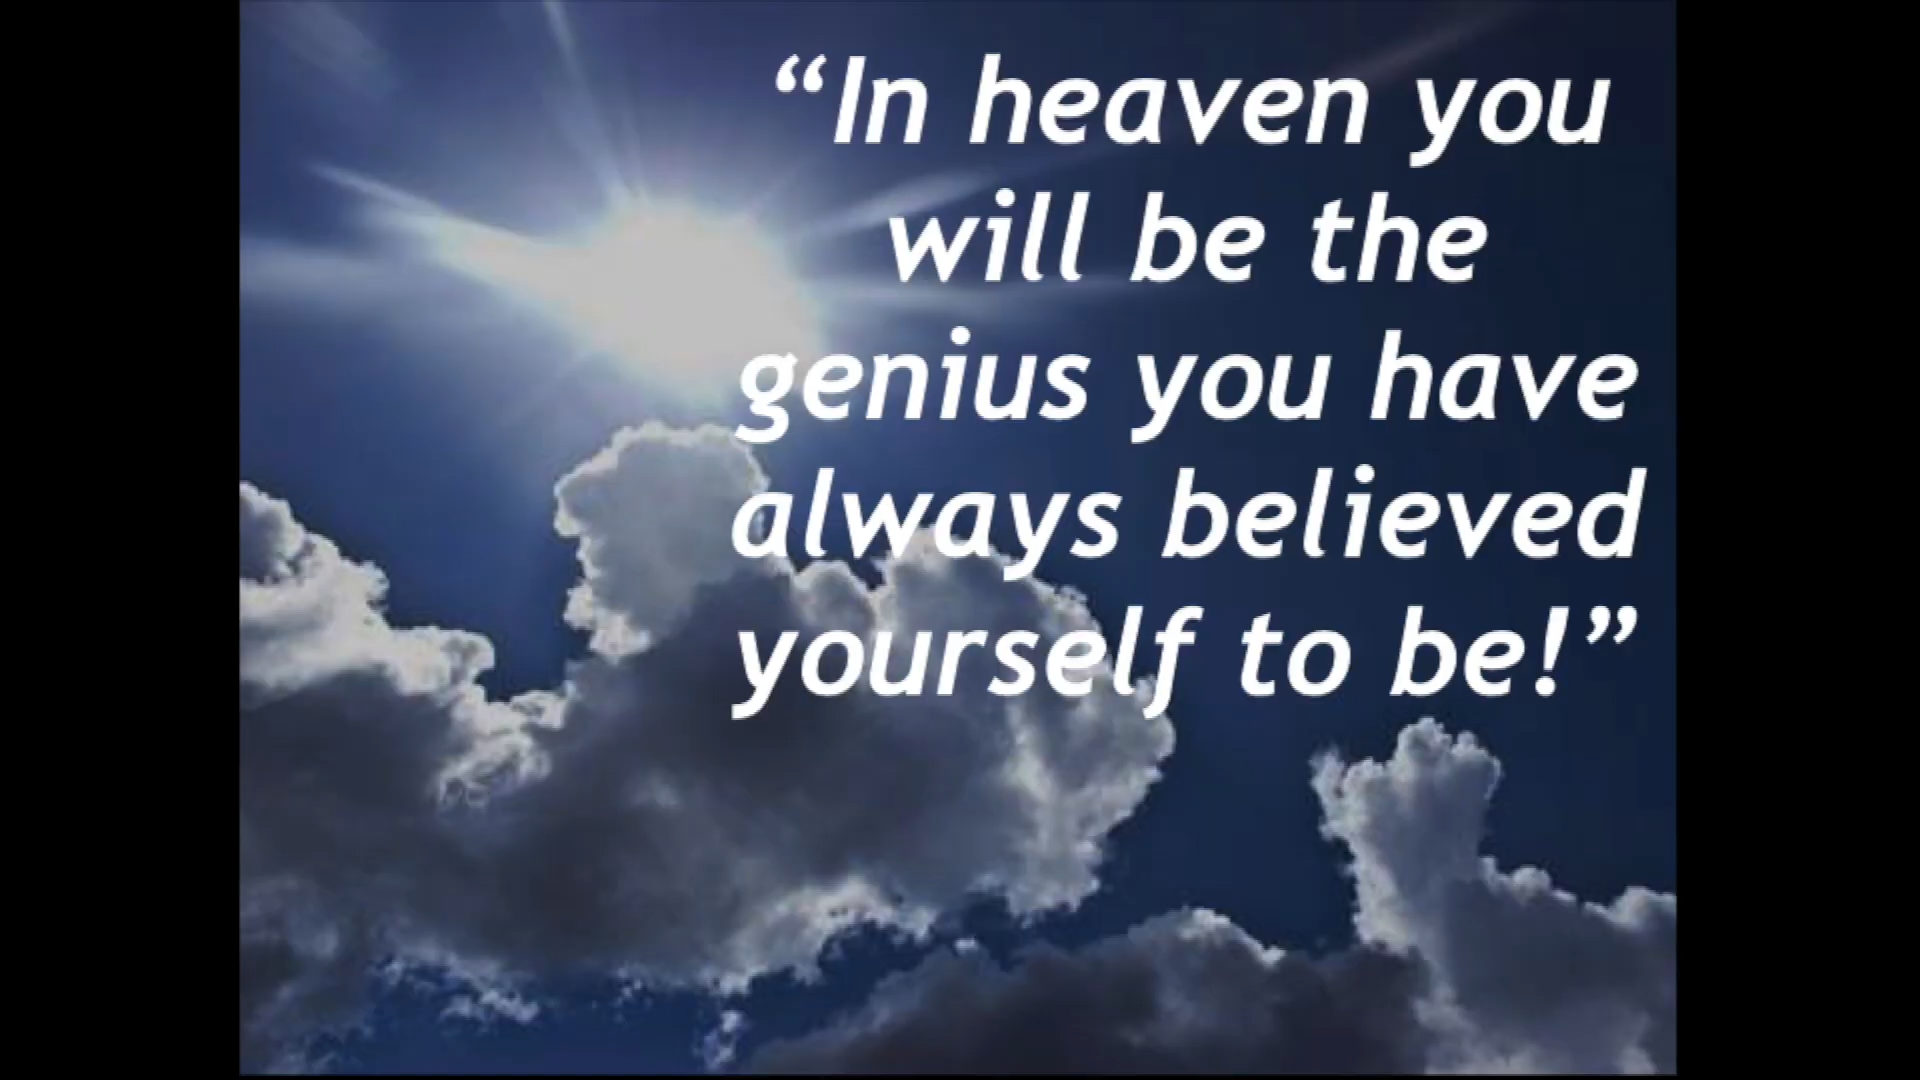 “In heaven you
will be the
genius you have
always believed
yourself to be!”